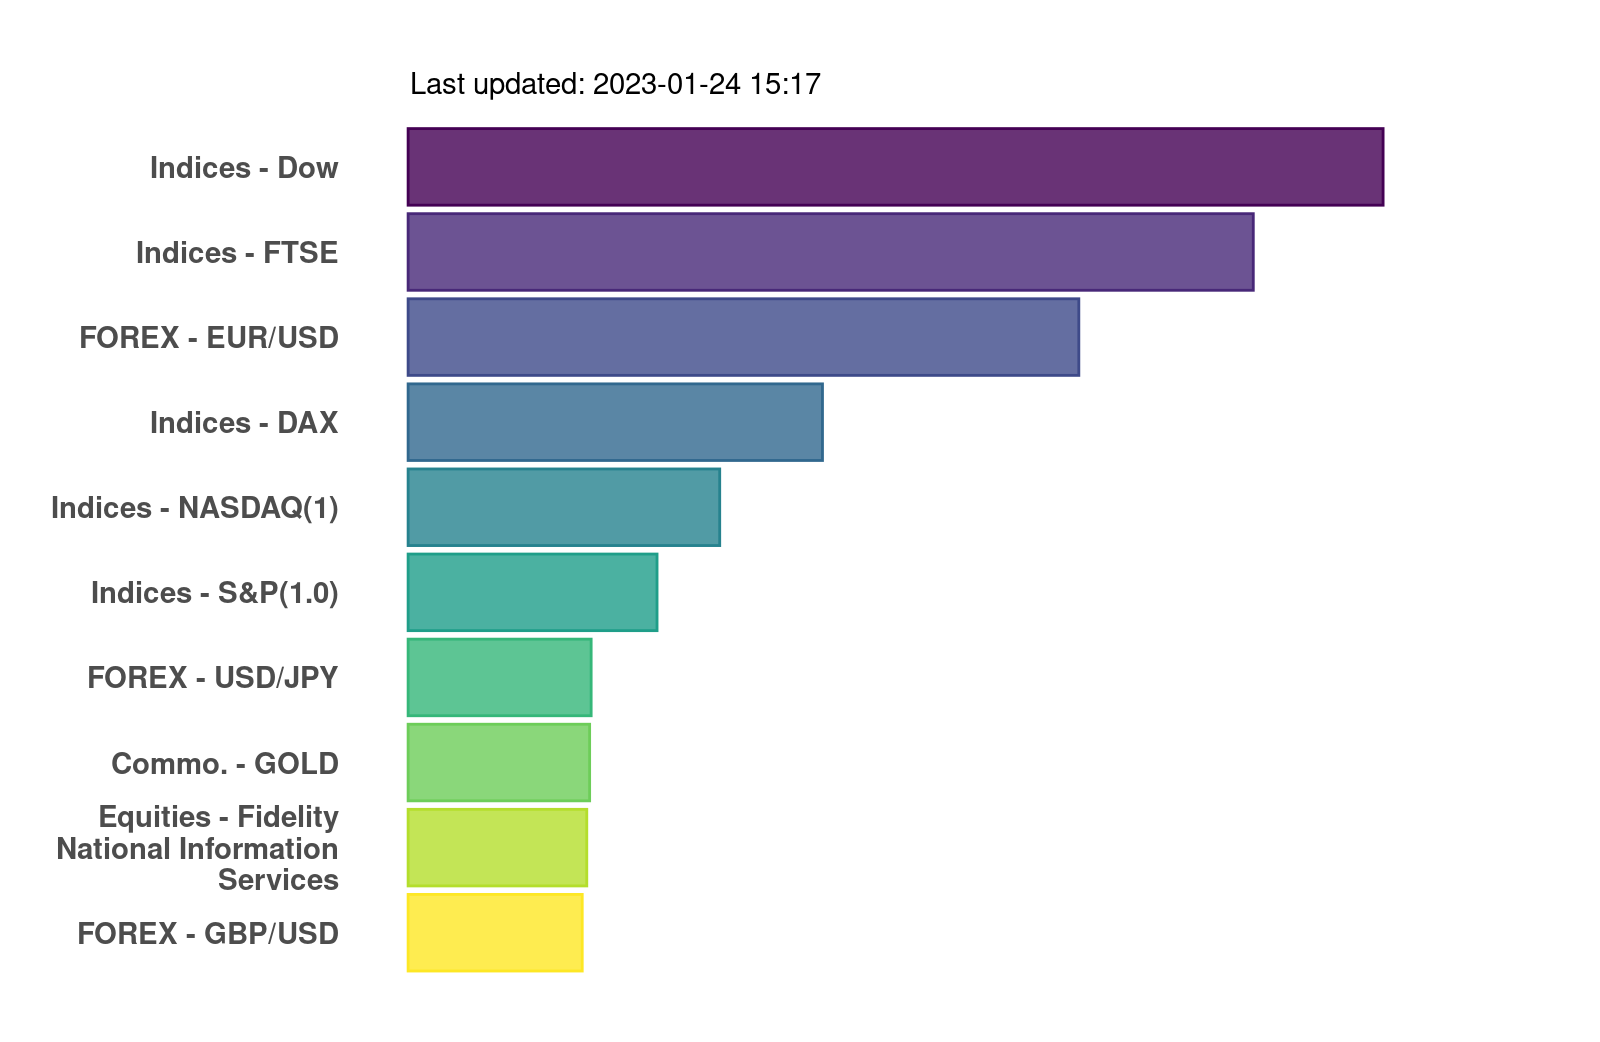 Last updated: 2023-01-24 15:17
Indices - Dow
Indices - FTSE
FOREX - EUR/USD
Indices - DAX
Indices - NASDAQ(1)
Indices - S&P(1.0)
FOREX - USD/JPY
Commo. - GOLD
Equities - Fidelity
National Information
Services
FOREX - GBP/USD